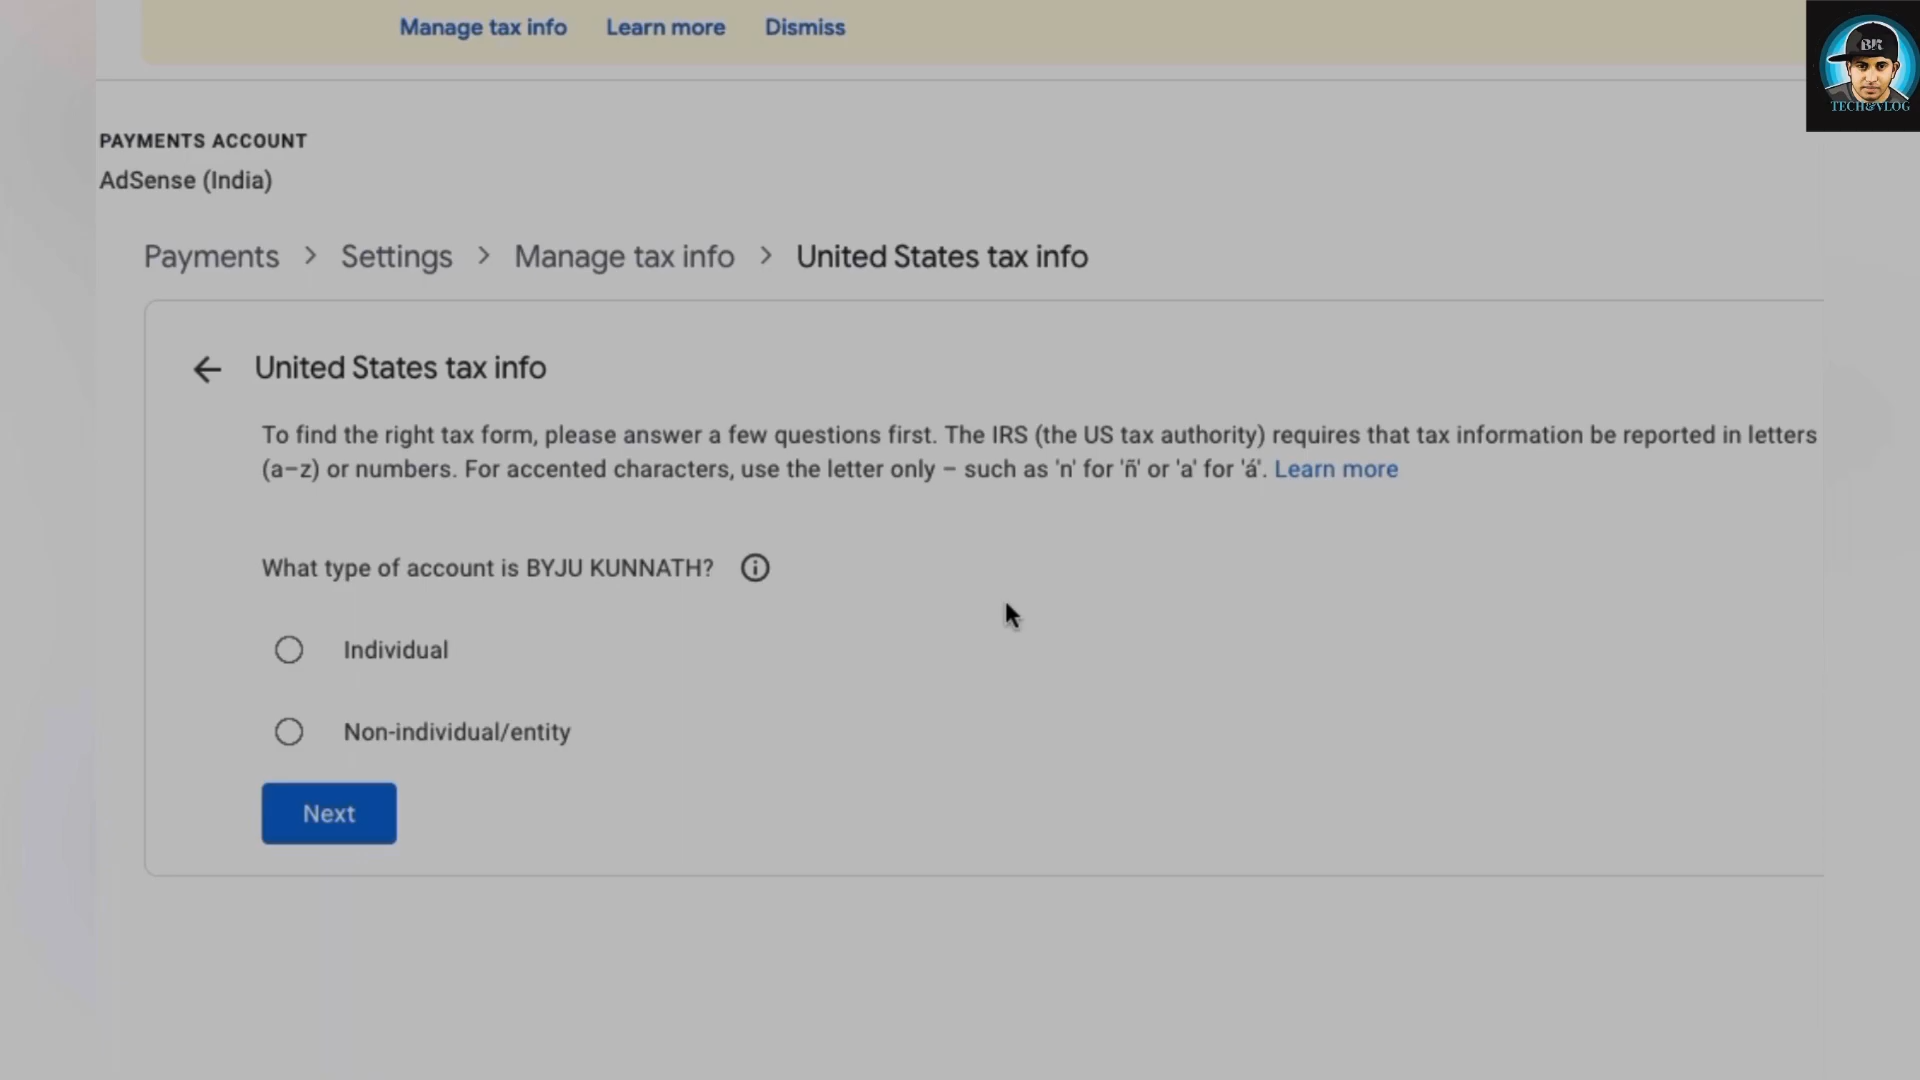 Manage tax info Learn more Dismiss
BR
TECH&VLOG
PAYMENTS ACCOUNT
AdSense (India)
Payments > Settings > Manage tax info > United States tax info
United States tax info
To find the right tax form, please answer a few questions first. The IRS (the US tax authority) requires that tax information be reported in letters
(a–z) or numbers. For accented characters, use the letter only – such as 'n' for 'ñ' or 'a' for 'á'. Learn more
What type of account is BYJU KUNNATH?
Individual
Non-individual/entity
Next